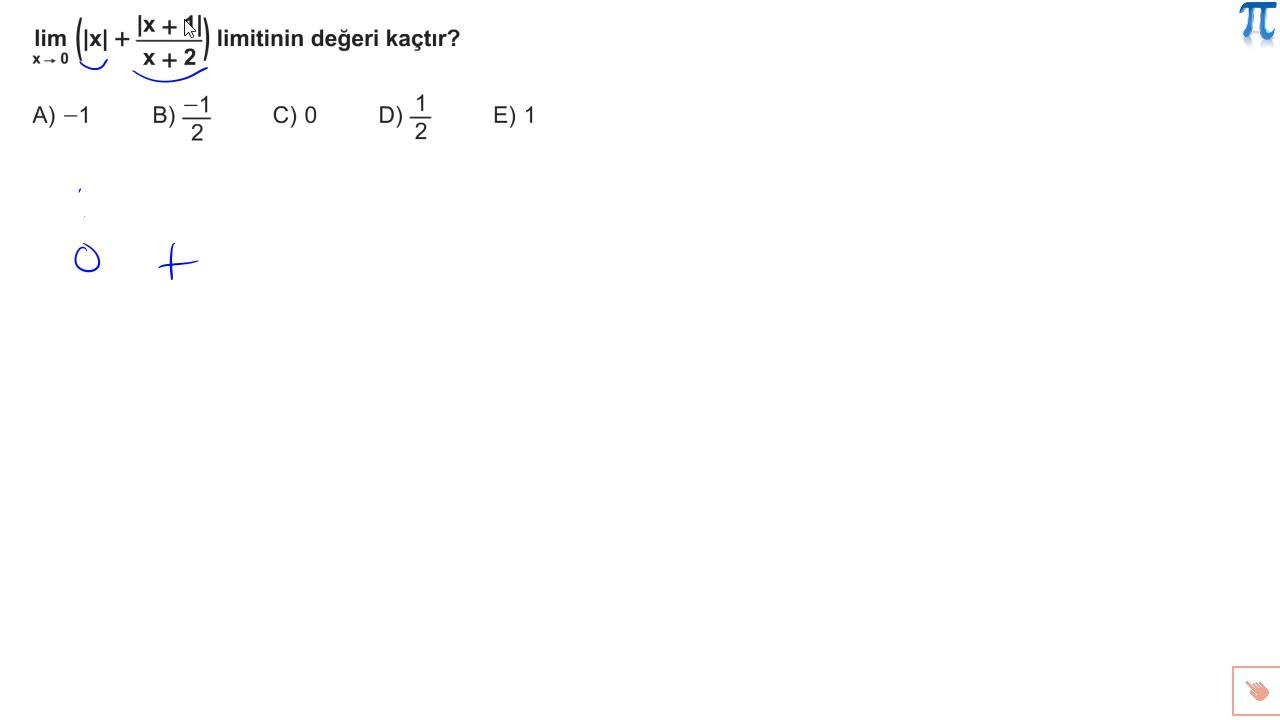 lim x→0 (|x| + |x + 1| / x + 2) limitinin değeri kaçtır?
A) −1 B) −1/2 C) 0 D) 1/2 E) 1
0 +
π